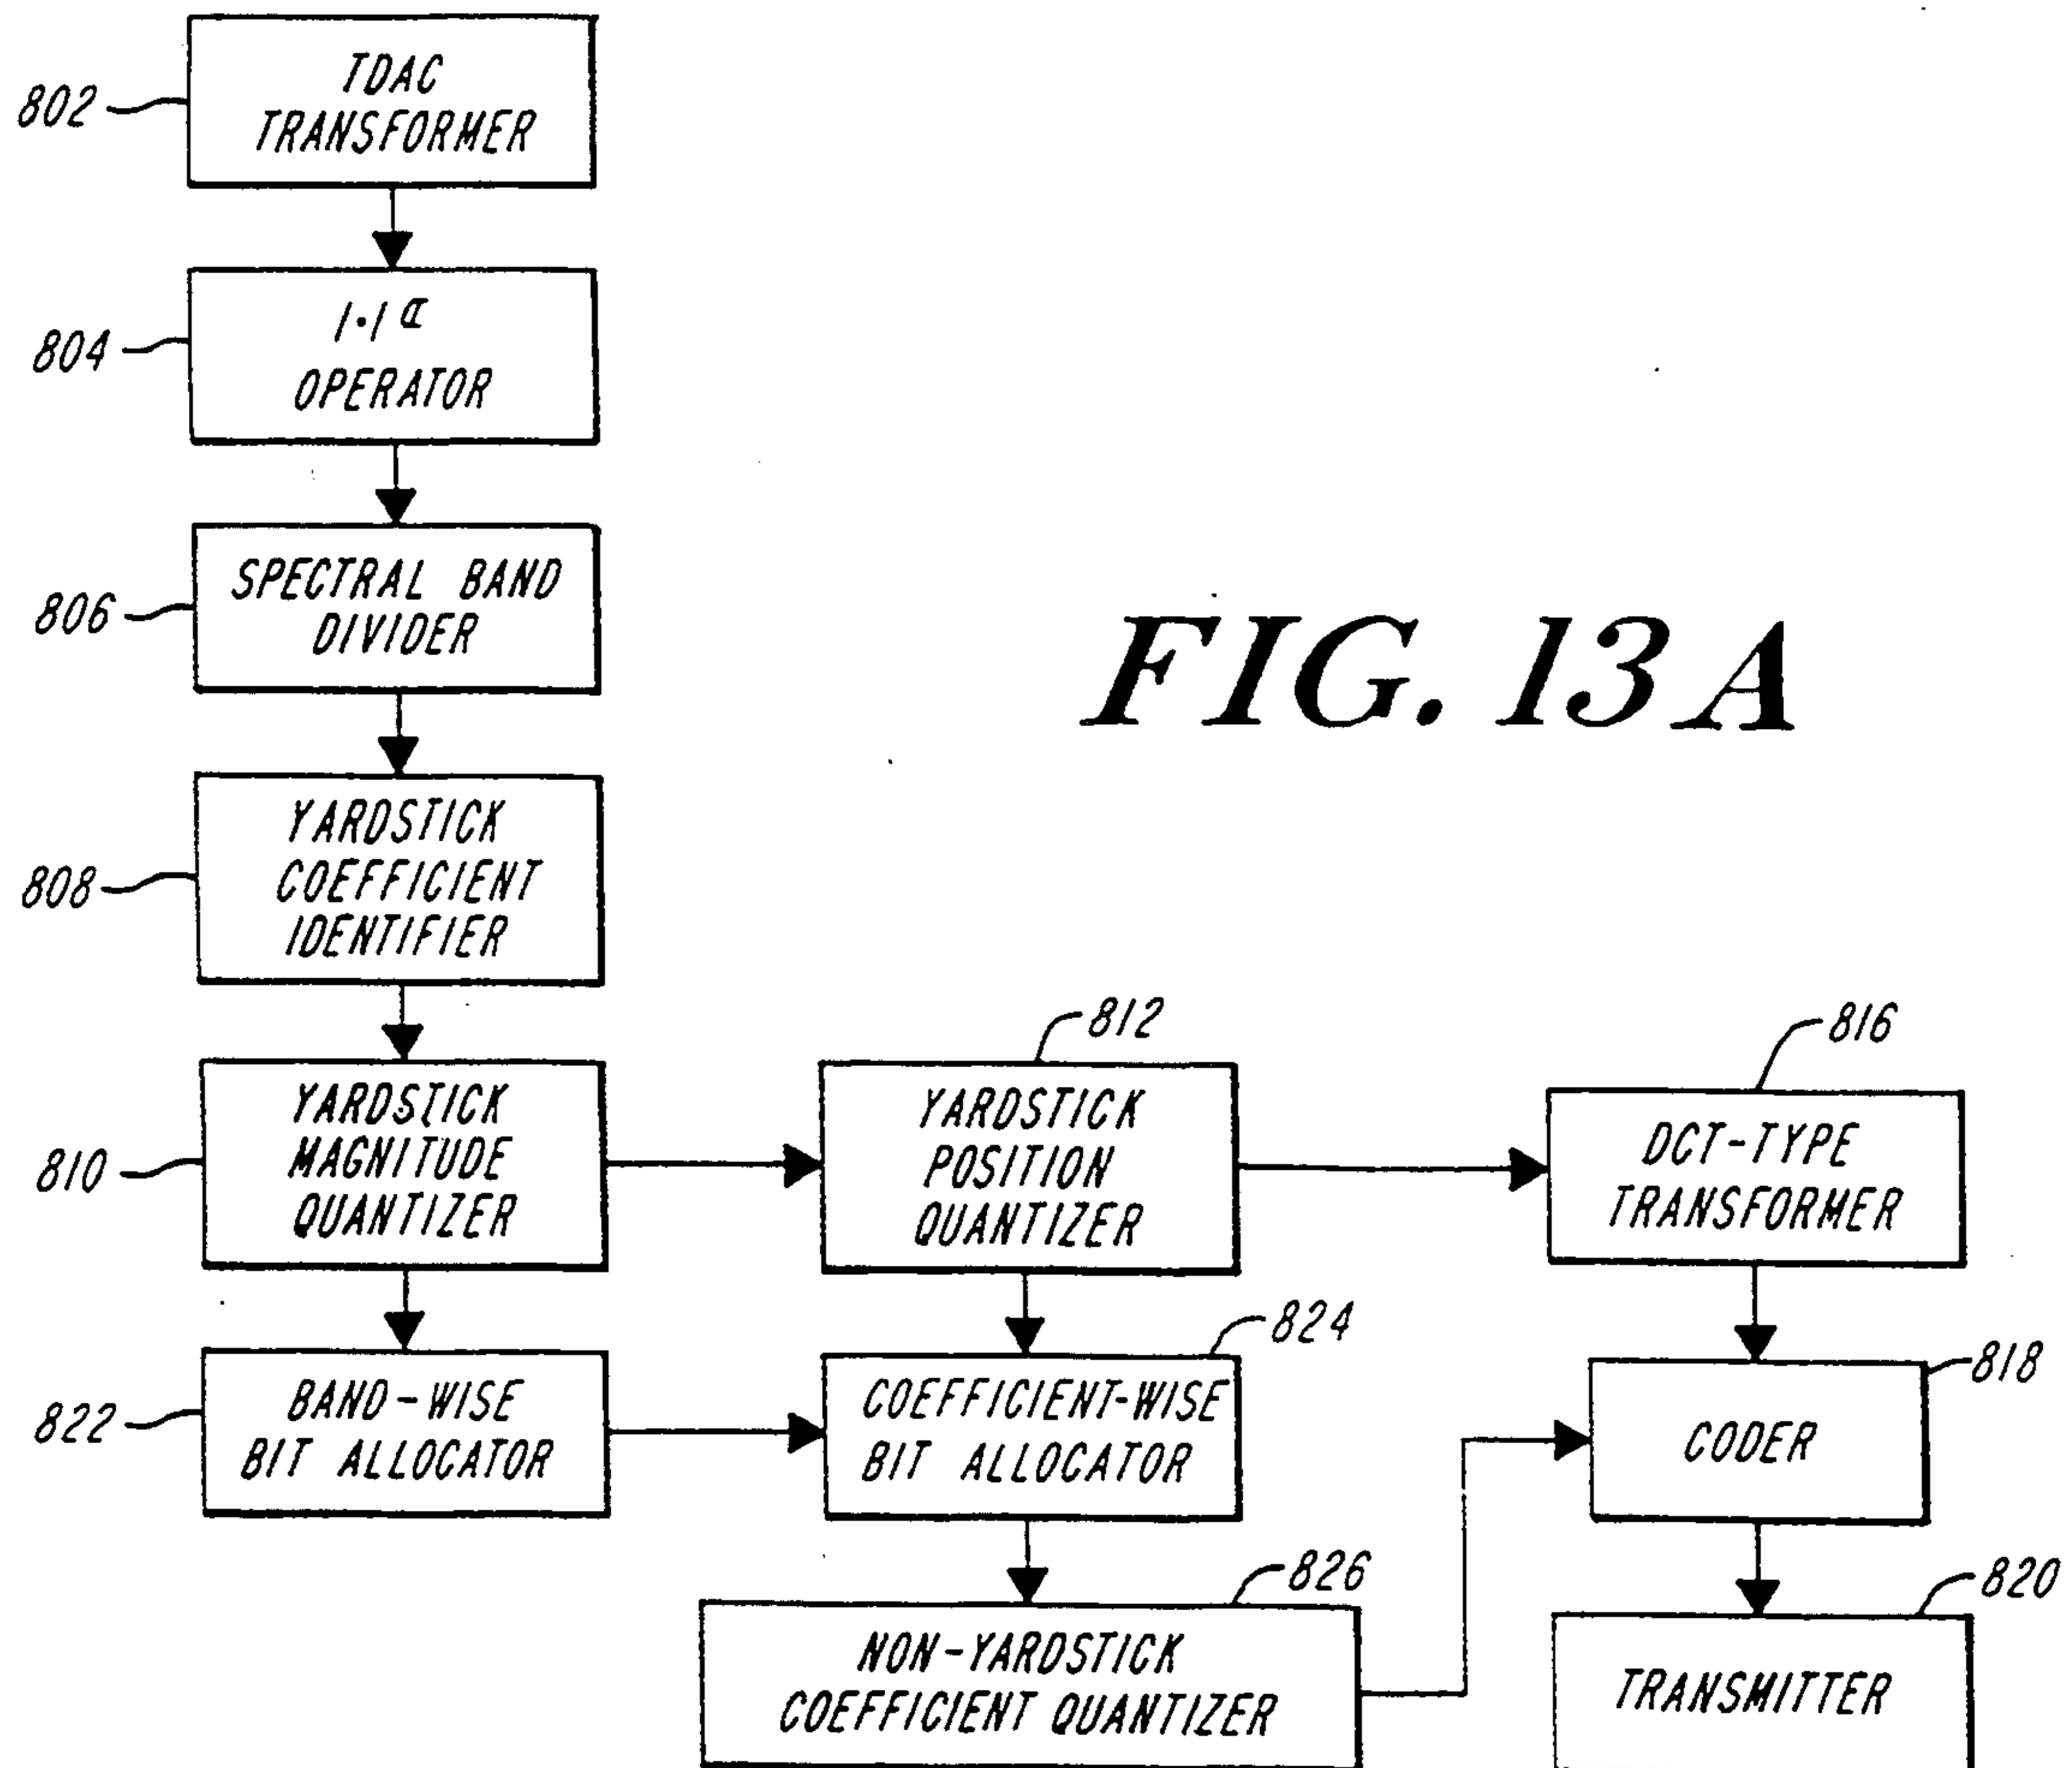 802
TDAC
TRANSFORMER
804
|·|α
OPERATOR
806
SPECTRAL BAND
DIVIDER
FIG. 13A
808
YARDSTICK
COEFFICIENT
IDENTIFIER
810
YARDSTICK
MAGNITUDE
QUANTIZER
812
YARDSTICK
POSITION
QUANTIZER
816
DCT-TYPE
TRANSFORMER
822
BAND-WISE
BIT ALLOCATOR
824
COEFFICIENT-WISE
BIT ALLOCATOR
818
CODER
826
NON-YARDSTICK
COEFFICIENT QUANTIZER
820
TRANSMITTER